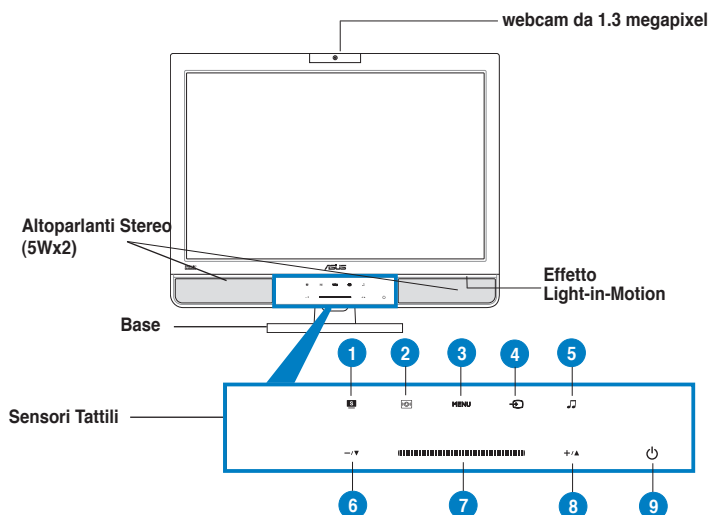 webcam da 1.3 megapixel
Altoparlanti Stereo
(5Wx2)
ASUS
Effetto
Light-in-Motion
Base
1 2 3 4 5
MENU
Sensori Tattili
−/▼ +/▲
6 7 8 9